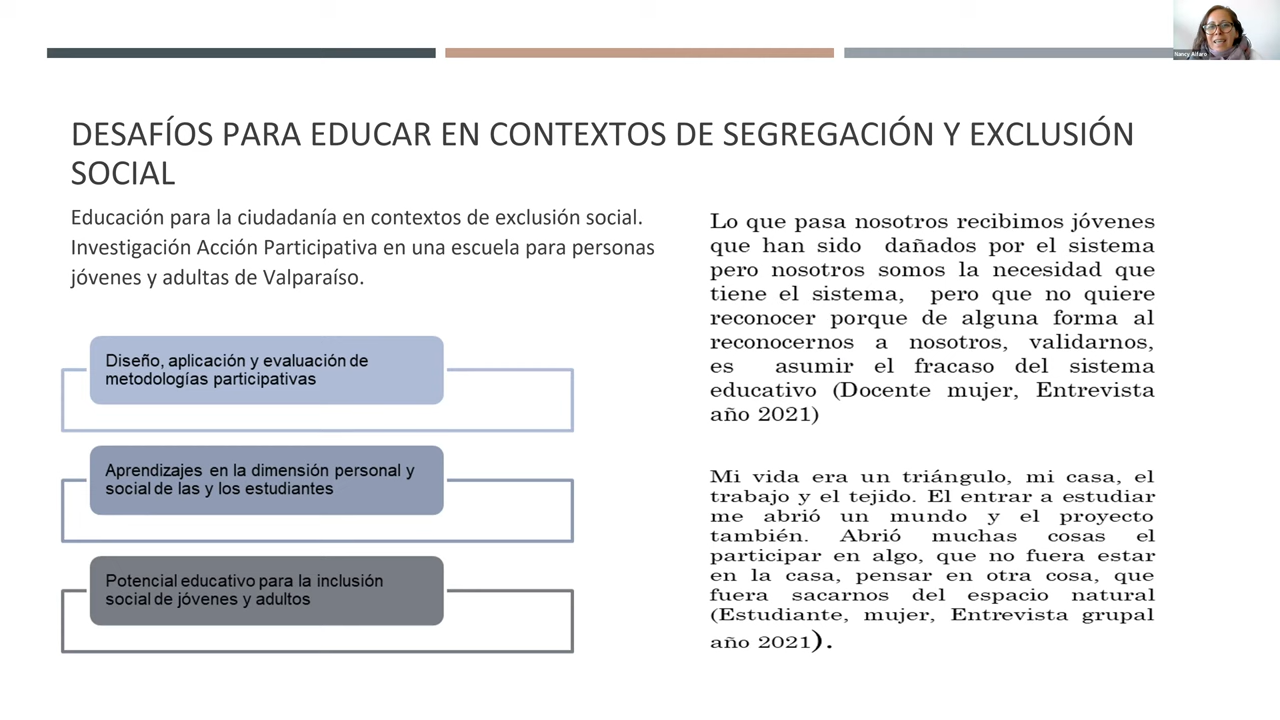 Nancy Alfaro
DESAFÍOS PARA EDUCAR EN CONTEXTOS DE SEGREGACIÓN Y EXCLUSIÓN
SOCIAL
Educación para la ciudadanía en contextos de exclusión social.
Investigación Acción Participativa en una escuela para personas
jóvenes y adultas de Valparaíso.
Diseño, aplicación y evaluación de
metodologías participativas
Aprendizajes en la dimensión personal y
social de las y los estudiantes
Potencial educativo para la inclusión
social de jóvenes y adultos
Lo que pasa nosotros recibimos jóvenes
que han sido dañados por el sistema
pero nosotros somos la necesidad que
tiene el sistema, pero que no quiere
reconocer porque de alguna forma al
reconocernos a nosotros, validarnos,
es asumir el fracaso del sistema
educativo (Docente mujer, Entrevista
año 2021)
Mi vida era un triángulo, mi casa, el
trabajo y el tejido. El entrar a estudiar
me abrió un mundo y el proyecto
también. Abrió muchas cosas el
participar en algo, que no fuera estar
en la casa, pensar en otra cosa, que
fuera sacarnos del espacio natural
(Estudiante, mujer, Entrevista grupal
año 2021).